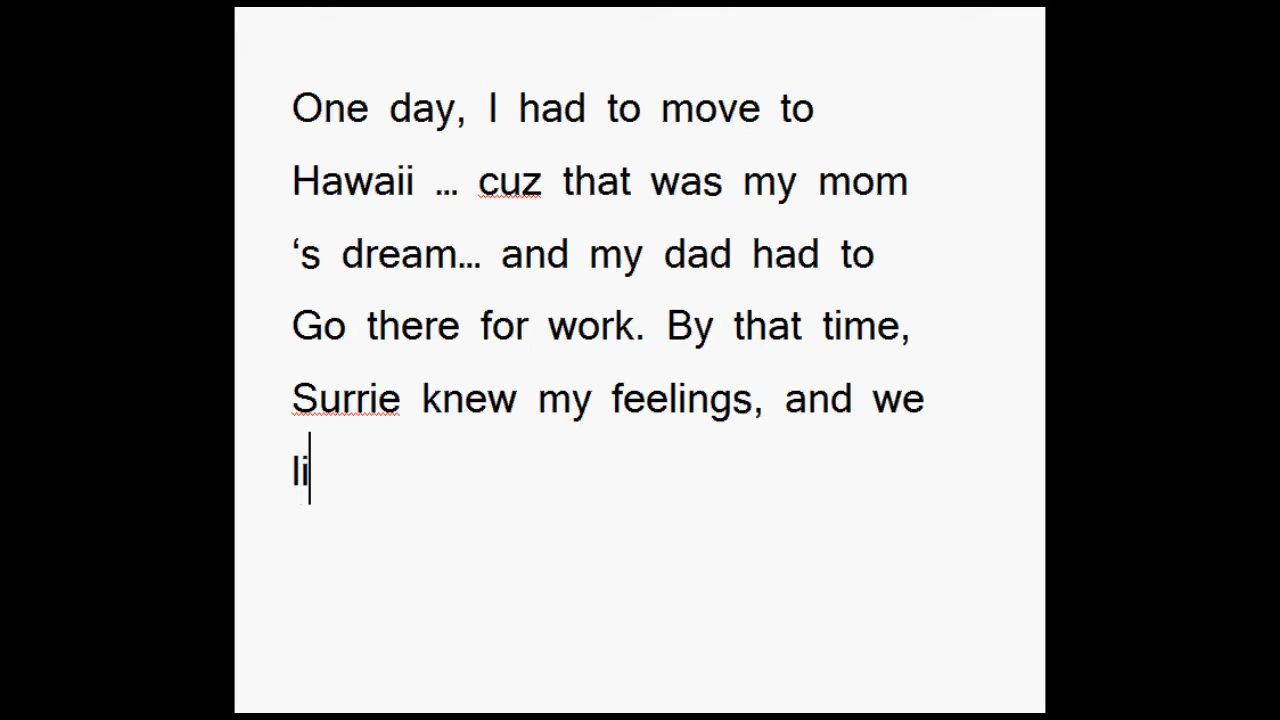 One day, I had to move to
Hawaii … cuz that was my mom
‘s dream… and my dad had to
Go there for work. By that time,
Surrie knew my feelings, and we
li